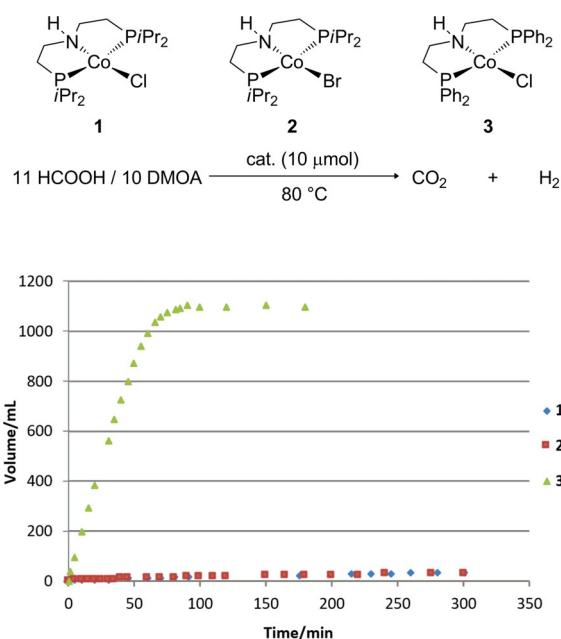 H
N
PiPr₂
Co
P
Cl
iPr₂
1
H
N
PiPr₂
Co
P
Br
iPr₂
2
H
N
PPh₂
Co
P
Cl
Ph₂
3
11 HCOOH / 10 DMOA cat. (10 μmol) CO₂ + H₂
80 °C
1200
1000
800
600
400
200
0
Volume/mL
0 50 100 150 200 250 300 350
Time/min
1
2
3